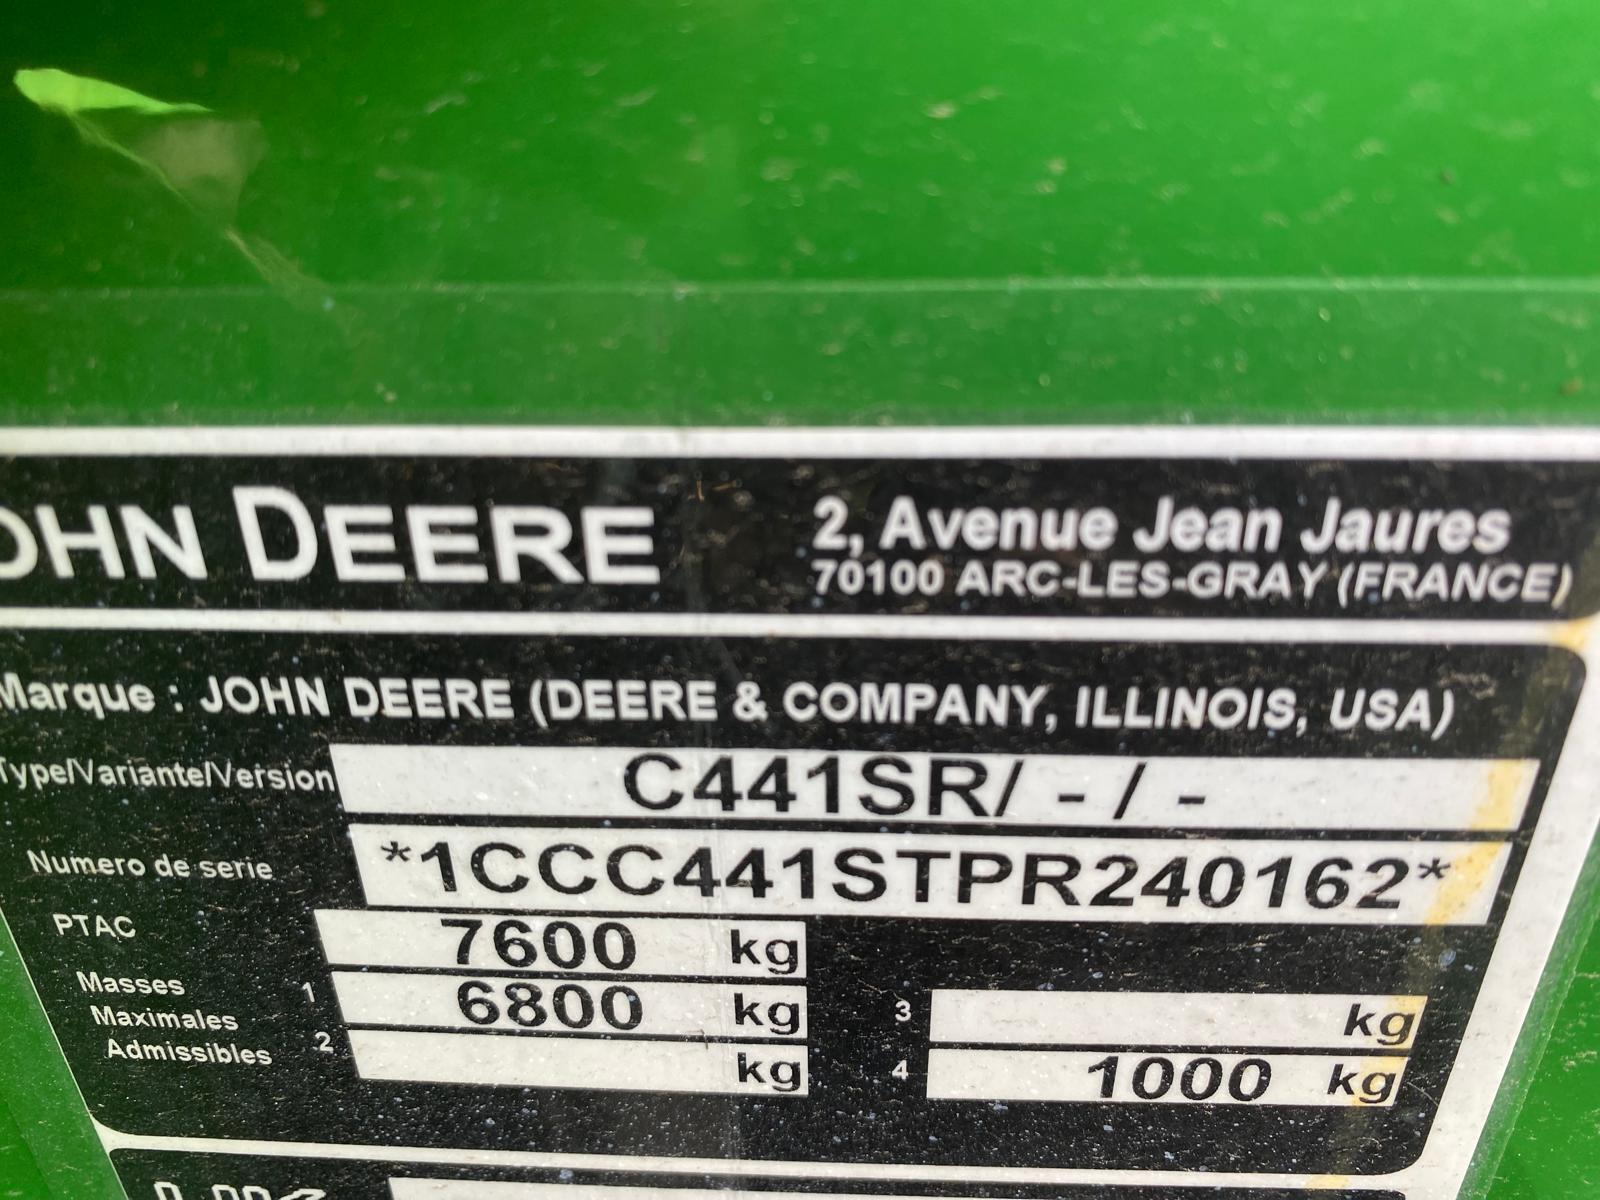 OHN DEERE
2, Avenue Jean Jaures
70100 ARC-LES-GRAY (FRANCE)
Marque : JOHN DEERE (DEERE & COMPANY, ILLINOIS, USA)
Type/Variante/Version C441SR/ - / -
Numero de serie *1CCC441STPR240162*
PTAC 7600 kg
Masses Maximales Admissibles
1 6800 kg
2 kg
3 kg
4 1000 kg